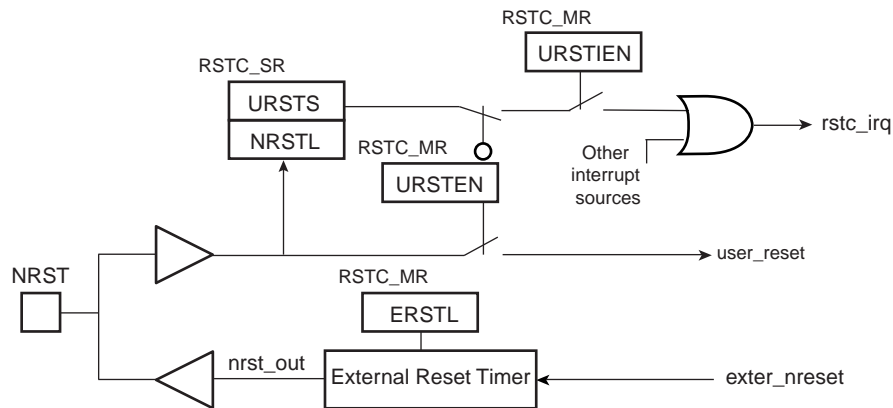 RSTC_MR
URSTIEN
RSTC_SR
URSTS
NRSTL
rstc_irq
RSTC_MR
URSTEN
Other
interrupt
sources
user_reset
NRST
RSTC_MR
ERSTL
nrst_out
External Reset Timer
exter_nreset